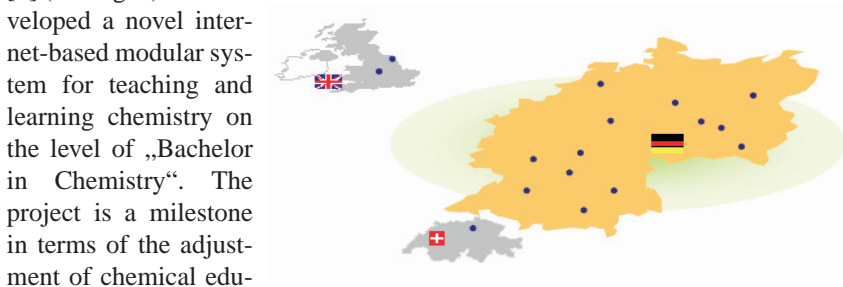 veloped a novel inter-
net-based modular sys-
tem for teaching and
learning chemistry on
the level of „Bachelor
in Chemistry“. The
project is a milestone
in terms of the adjust-
ment of chemical edu-